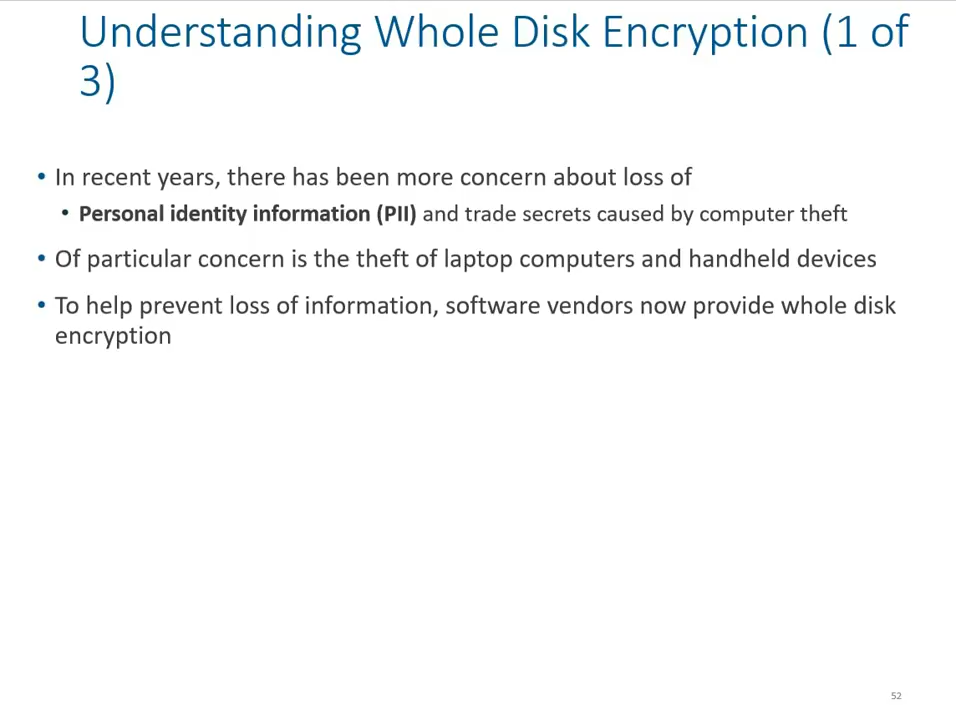 Understanding Whole Disk Encryption (1 of
3)
• In recent years, there has been more concern about loss of
• Personal identity information (PII) and trade secrets caused by computer theft
• Of particular concern is the theft of laptop computers and handheld devices
• To help prevent loss of information, software vendors now provide whole disk
encryption
52